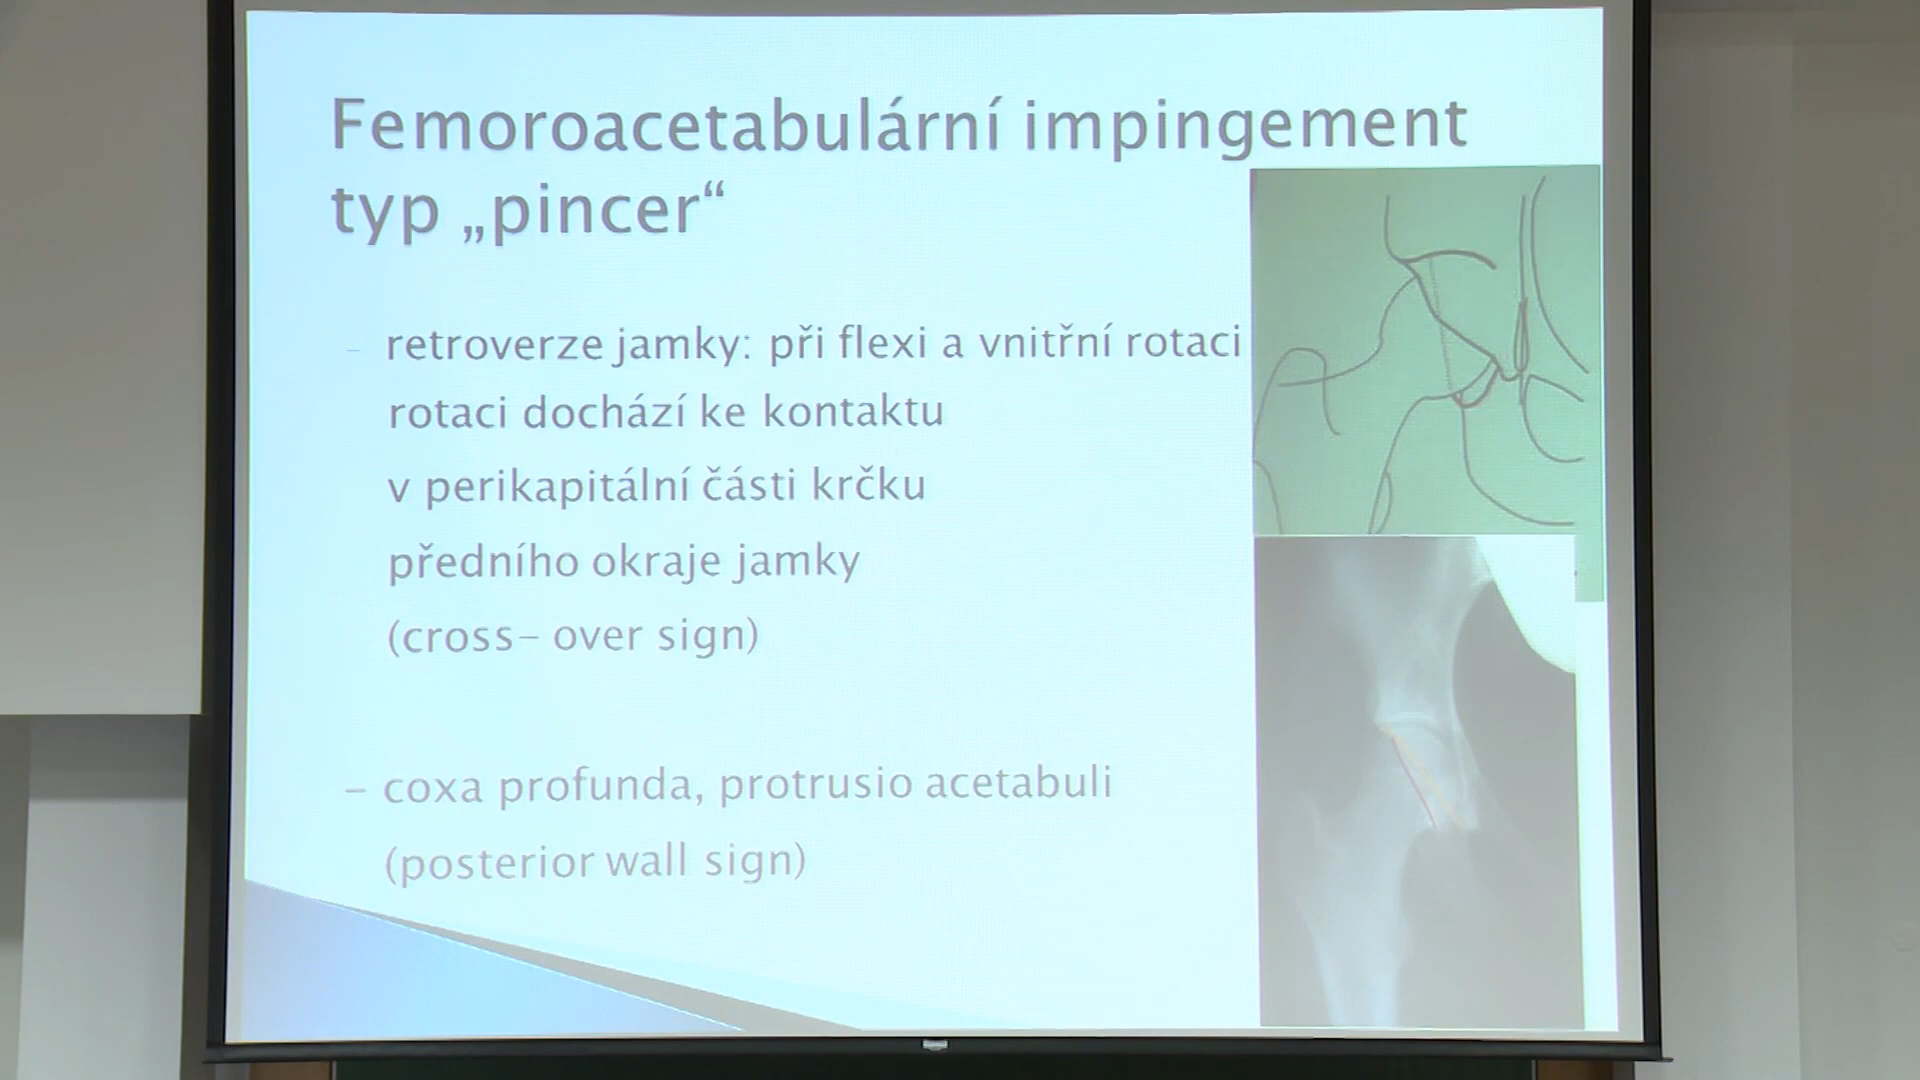 Femoroacetabulární impingement
typ „pincer“
– retroverze jamky: při flexi a vnitřní rotaci
rotaci dochází ke kontaktu
v perikapitální části krčku
předního okraje jamky
(cross– over sign)
– coxa profunda, protrusio acetabuli
(posterior wall sign)